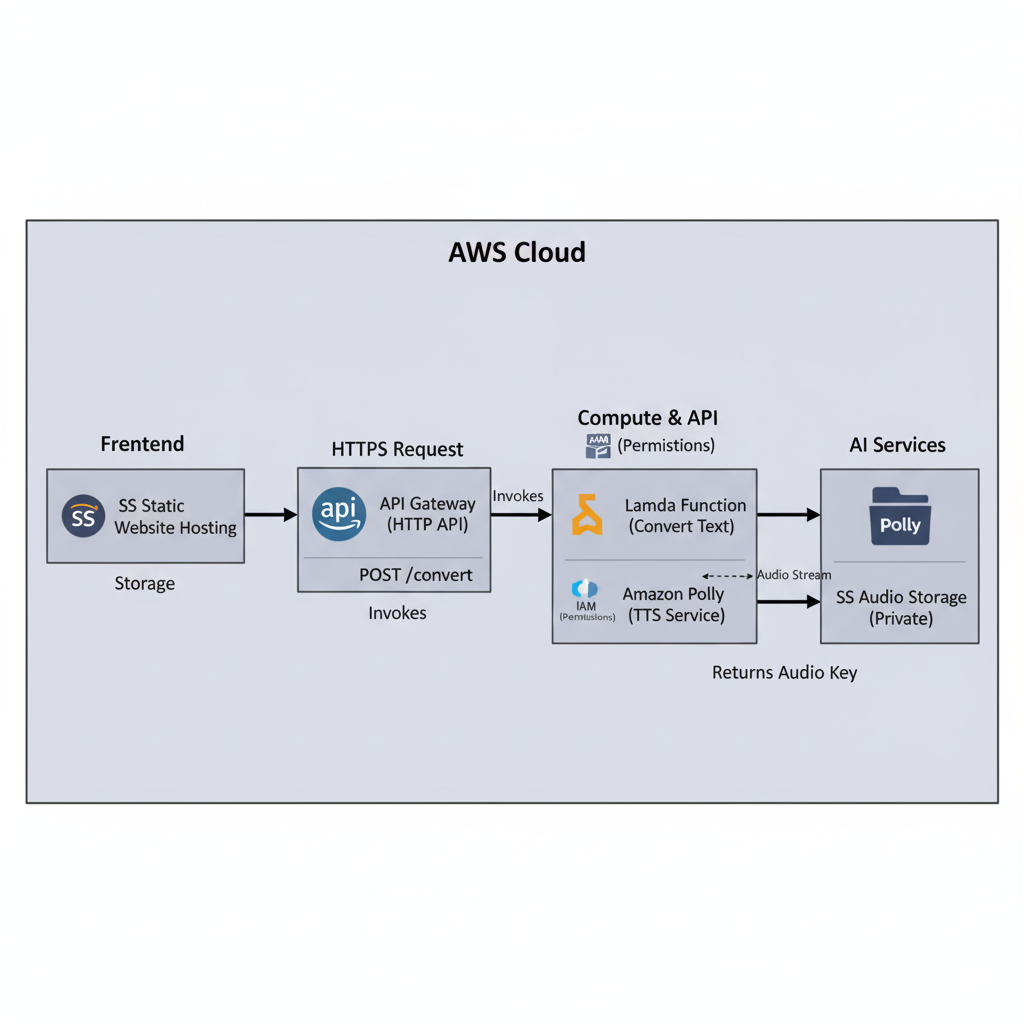 AWS Cloud
Frentend
SS
SS Static
Website Hosting
Storage
HTTPS Request
api
API Gateway
(HTTP API)
POST /convert
Invokes
Invokes
Compute & API
(Permistions)
Lamda Function
(Convert Text)
IAM
Amazon Polly
(TTS Service)
Audio Stream
Returns Audio Key
AI Services
Polly
SS Audio Storage
(Private)